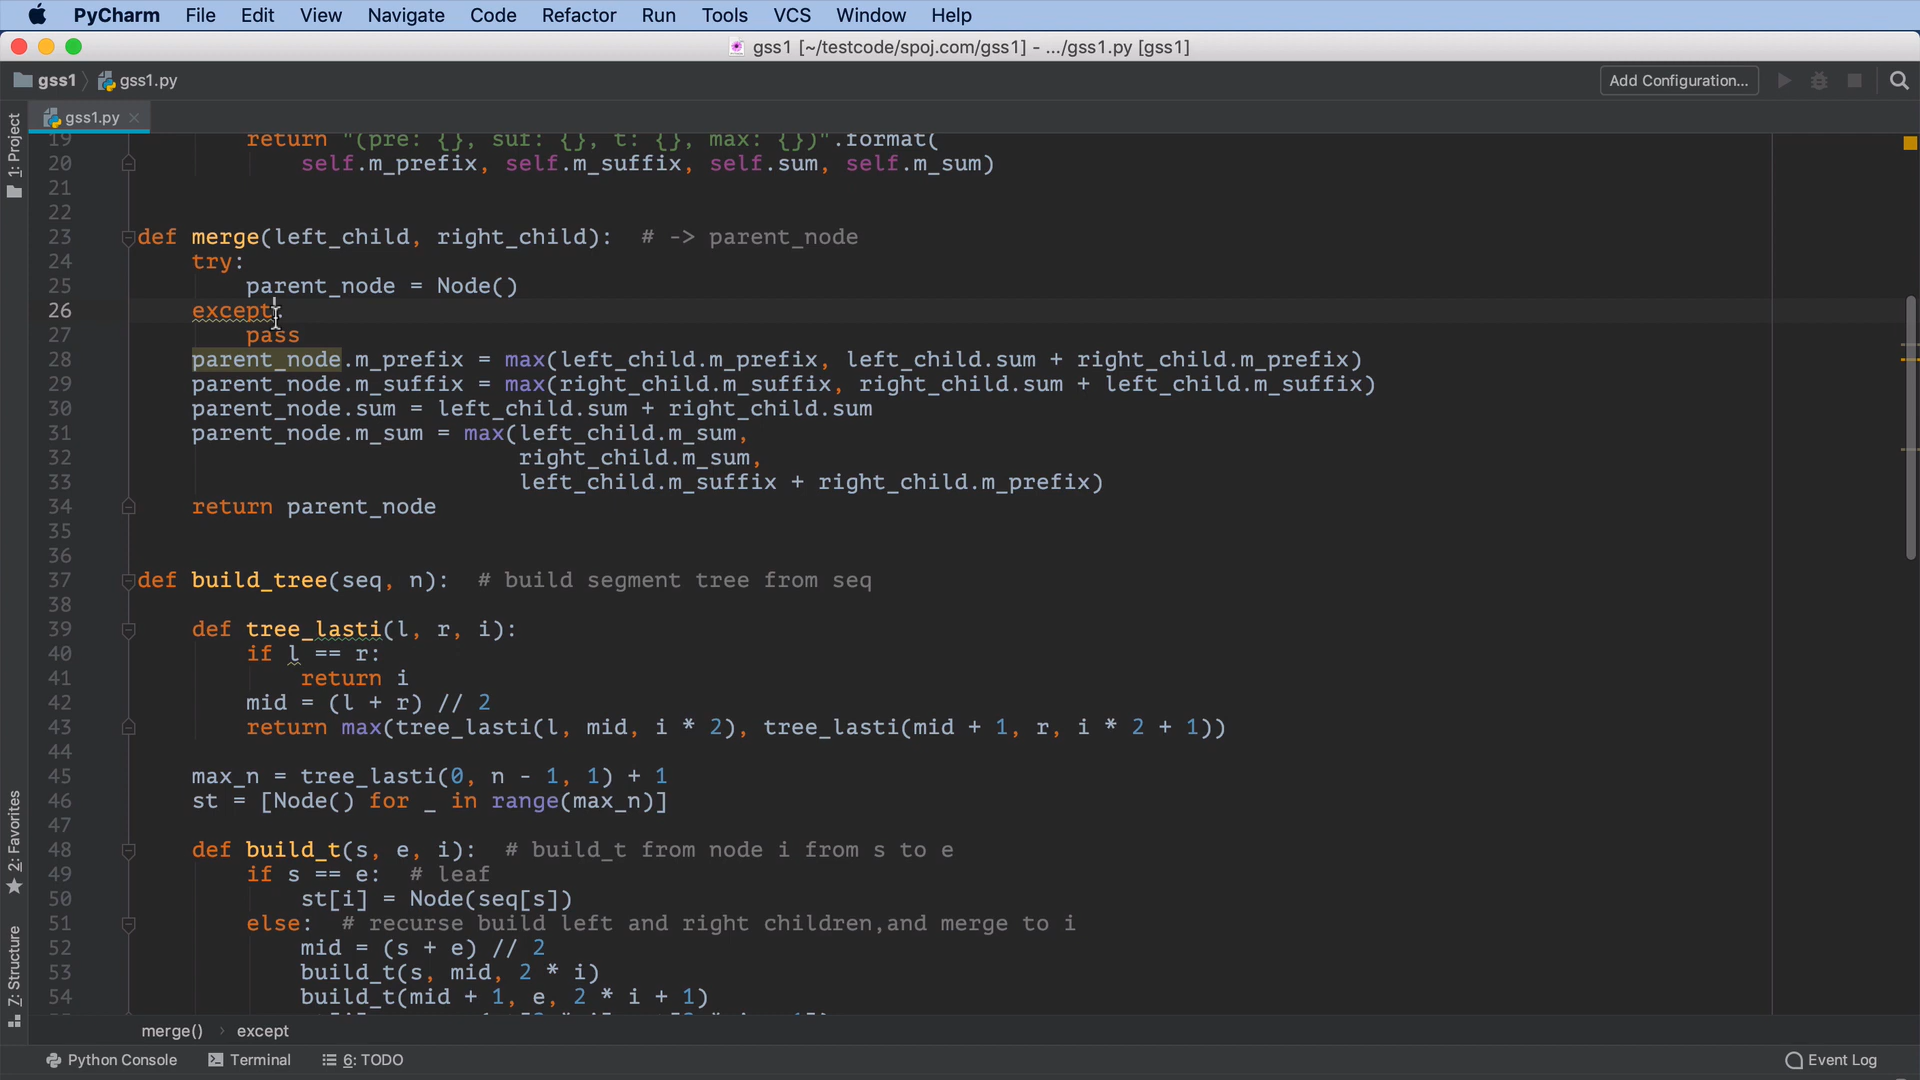 PyCharm File Edit View Navigate Code Refactor Run Tools VCS Window Help
gss1 [~/testcode/spoj.com/gss1] - .../gss1.py [gss1]
gss1 gss1.py Add Configuration...
gss1.py
1: Project
2: Favorites
7: Structure
19 return "(pre: {}, suf: {}, t: {}, max: {})".format(
20 self.m_prefix, self.m_suffix, self.sum, self.m_sum)
21
22
23 def merge(left_child, right_child):  # -> parent_node
24 try:
25 parent_node = Node()
26 except:
27 pass
28 parent_node.m_prefix = max(left_child.m_prefix, left_child.sum + right_child.m_prefix)
29 parent_node.m_suffix = max(right_child.m_suffix, right_child.sum + left_child.m_suffix)
30 parent_node.sum = left_child.sum + right_child.sum
31 parent_node.m_sum = max(left_child.m_sum,
32 right_child.m_sum,
33 left_child.m_suffix + right_child.m_prefix)
34 return parent_node
35
36
37 def build_tree(seq, n):  # build segment tree from seq
38
39 def tree_lasti(l, r, i):
40 if l == r:
41 return i
42 mid = (l + r) // 2
43 return max(tree_lasti(l, mid, i * 2), tree_lasti(mid + 1, r, i * 2 + 1))
44
45 max_n = tree_lasti(0, n - 1, 1) + 1
46 st = [Node() for _ in range(max_n)]
47
48 def build_t(s, e, i):  # build_t from node i from s to e
49 if s == e:  # leaf
50 st[i] = Node(seq[s])
51 else:  # recurse build left and right children,and merge to i
52 mid = (s + e) // 2
53 build_t(s, mid, 2 * i)
54 build_t(mid + 1, e, 2 * i + 1)
merge() except
Python Console Terminal 6: TODO Event Log